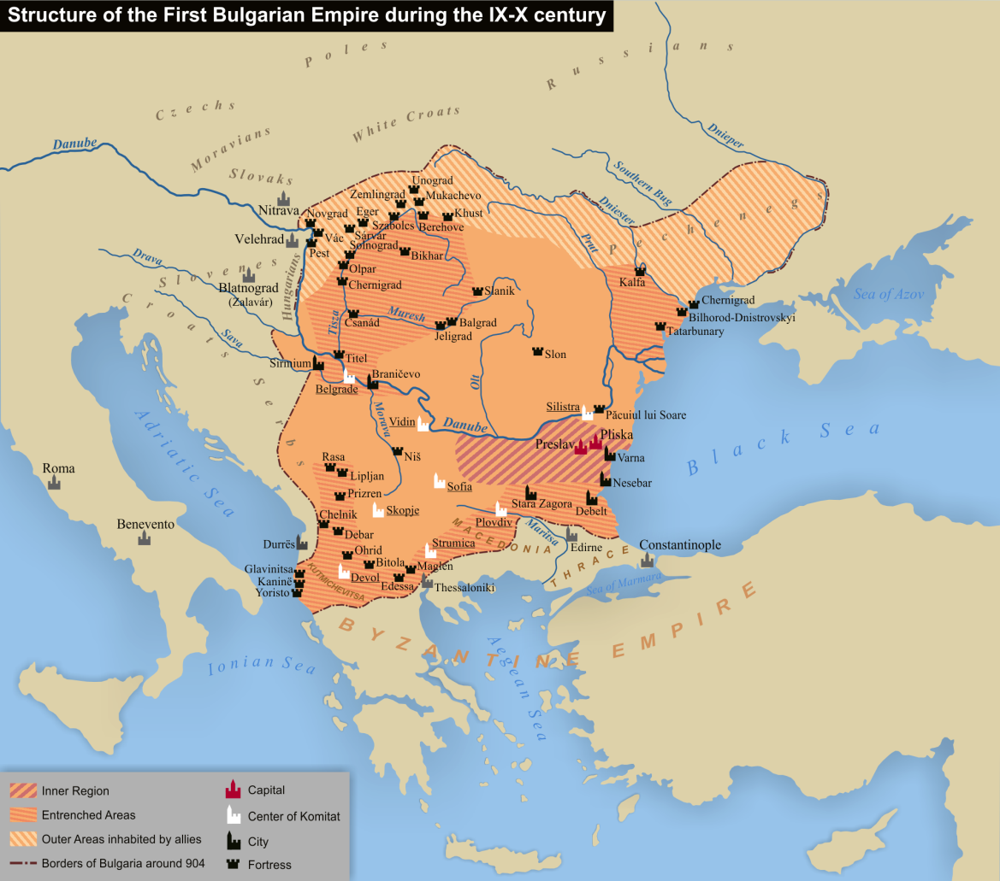 Structure of the First Bulgarian Empire during the IX-X century
Poles
Russians
Czechs
White Croats
Moravians
Danube
Dnieper
Slovaks
Southern Bug
Unograd
Zemlingrad
Mukachevo
Nitrava
Novgrad
Eger
Szabolcs
Berehove
Khust
Dniester
Pechenegs
Velehrad
Vác
Sárvár
Pest
Solnograd
Bikhar
Prut
Drava
Slovenes
Olpar
Hungarians
Blatnograd
(Zalavár)
Chernigrad
Slanik
Kalfa
Sea of Azov
Chernigrad
Bilhorod-Dnistrovskyi
Tatarbunary
Croats
Csanád
Muresh
Balgrad
Jeligrad
Tisza
Sava
Titel
Slon
Sirmium
Belgrade
Braničevo
Olt
Serbs
Morava
Vidin
Danube
Silistra
Păcuiul lui Soare
Adriatic Sea
Black Sea
Preslav
Pliska
Varna
Niš
Rasa
Lipljan
Roma
Sofia
Nesebar
Prizren
Stara Zagora
Debelt
Skopje
Plovdiv
Benevento
Chelnik
Debar
MACEDONIA
Maritsa
Durrës
Strumica
Edirne
Constantinople
Ohrid
Bitola
Maglen
THRACE
Glavinitsa
Kaninë
Yoristo
KUTMICHEVITSA
Devol
Edessa
Thessaloniki
Sea of Marmara
BYZANTINE EMPIRE
Ionian Sea
Aegean Sea
Inner Region
Capital
Entrenched Areas
Center of Komitat
Outer Areas inhabited by allies
City
Borders of Bulgaria around 904
Fortress